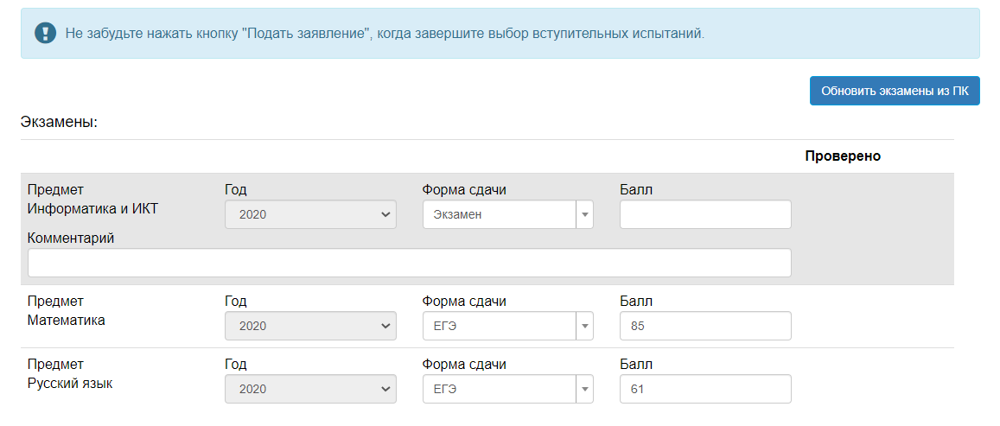 Не забудьте нажать кнопку "Подать заявление", когда завершите выбор вступительных испытаний.
Обновить экзамены из ПК
Экзамены:
Проверено
Предмет Год Форма сдачи Балл
Информатика и ИКТ 2020 Экзамен
Комментарий
Предмет Год Форма сдачи Балл
Математика 2020 ЕГЭ 85
Предмет Год Форма сдачи Балл
Русский язык 2020 ЕГЭ 61